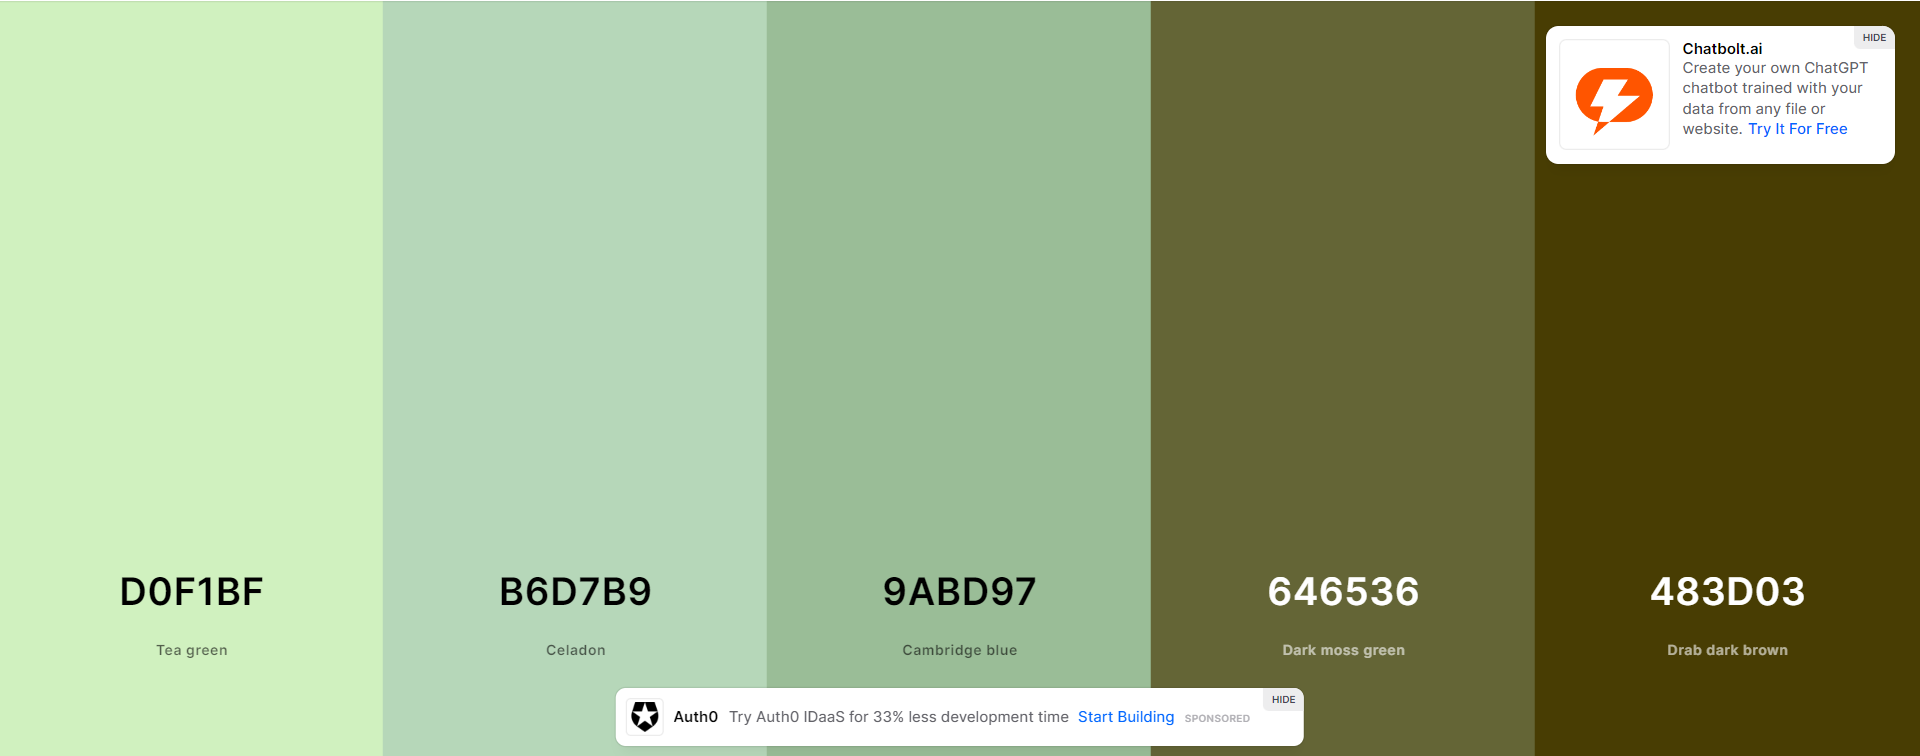 HIDE
Chatbolt.ai
Create your own ChatGPT
chatbot trained with your
data from any file or
website. Try It For Free
D0F1BF
B6D7B9
9ABD97
646536
483D03
Tea green
Celadon
Cambridge blue
Dark moss green
Drab dark brown
HIDE
Auth0 Try Auth0 IDaaS for 33% less development time Start Building SPONSORED